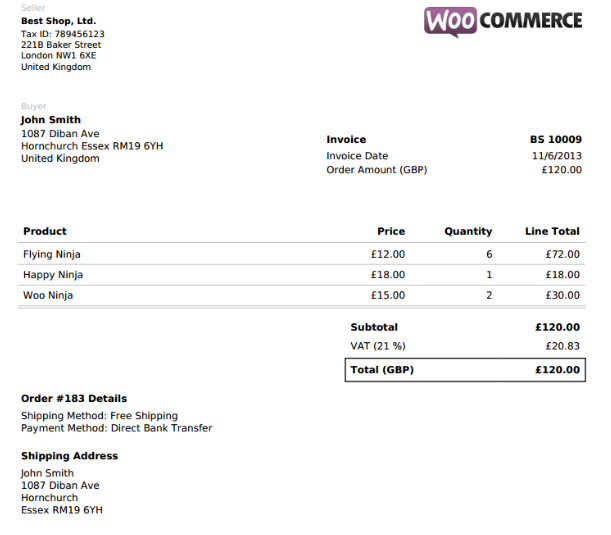 Seller
Best Shop, Ltd.
Tax ID: 789456123
221B Baker Street
London NW1 6XE
United Kingdom
WOOCOMMERCE
Buyer
John Smith
1087 Diban Ave
Hornchurch Essex RM19 6YH
United Kingdom
Invoice BS 10009
Invoice Date 11/6/2013
Order Amount (GBP) £120.00
Product Price Quantity Line Total
Flying Ninja £12.00 6 £72.00
Happy Ninja £18.00 1 £18.00
Woo Ninja £15.00 2 £30.00
Subtotal £120.00
VAT (21 %) £20.83
Total (GBP) £120.00
Order #183 Details
Shipping Method: Free Shipping
Payment Method: Direct Bank Transfer
Shipping Address
John Smith
1087 Diban Ave
Hornchurch
Essex RM19 6YH